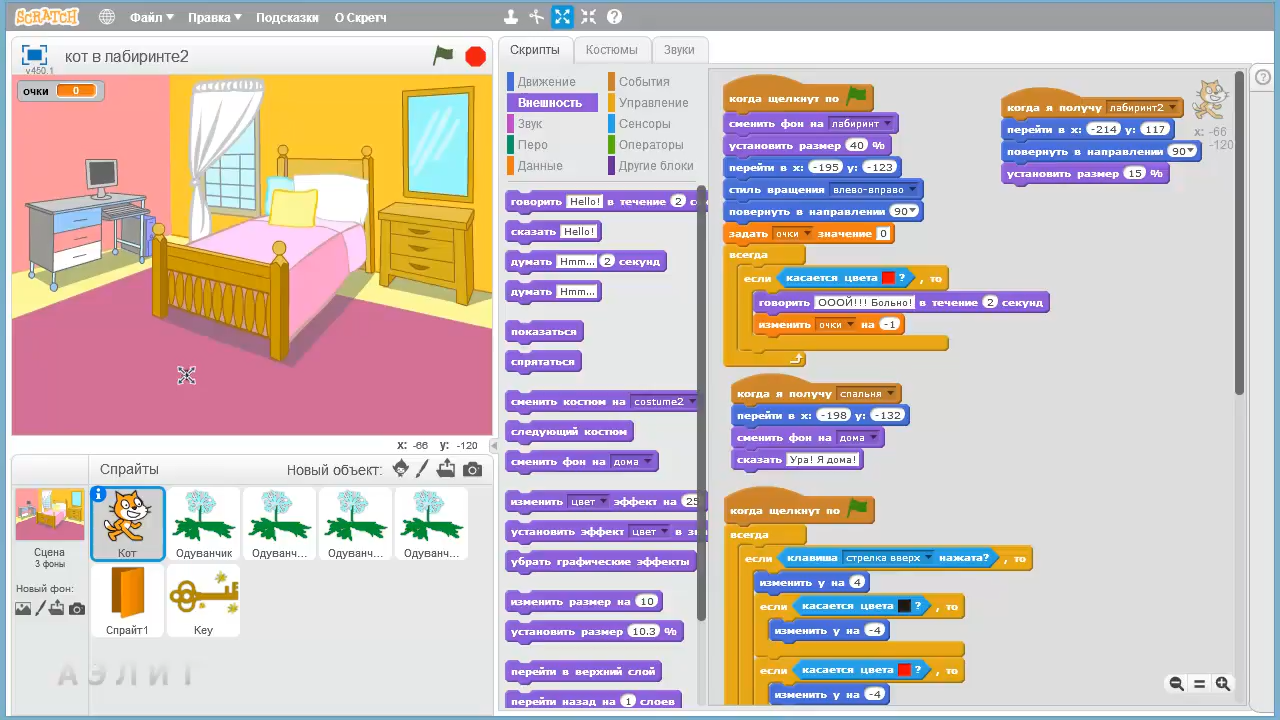 SCRATCH Файл Правка Подсказки О Скретч
v450.1 кот в лабиринте2
очки 0
x: -66 y: -120
Спрайты Новый объект:
Сцена
3 фоны
Новый фон:
Кот
Одуванчик
Одуванч...
Одуванч...
Одуванч...
Спрайт1
Key
АЭЛИТ
Скрипты Костюмы Звуки
Движение События
Внешность Управление
Звук Сенсоры
Перо Операторы
Данные Другие блоки
говорить Hello! в течение 2 се
сказать Hello!
думать Hmm... 2 секунд
думать Hmm...
показаться
спрятаться
сменить костюм на costume2
следующий костюм
сменить фон на дома
изменить цвет эффект на 25
установить эффект цвет в зн
убрать графические эффекты
изменить размер на 10
установить размер 10.3 %
перейти в верхний слой
перейти назад на 1 слоев
когда щелкнут по
сменить фон на лабиринт
установить размер 40 %
перейти в x: -195 y: -123
стиль вращения влево-вправо
повернуть в направлении 90
задать очки значение 0
всегда
если касается цвета ? , то
говорить ОООЙ!!! Больно! в течение 2 секунд
изменить очки на -1
когда я получу спальня
перейти в x: -198 y: -132
сменить фон на дома
сказать Ура! Я дома!
когда щелкнут по
всегда
если клавиша стрелка вверх нажата? , то
изменить y на 4
если касается цвета ? , то
изменить y на -4
если касается цвета ? , то
изменить y на -4
когда я получу лабиринт2
перейти в x: -214 y: 117
повернуть в направлении 90
установить размер 15 %
x: -66
y: -120